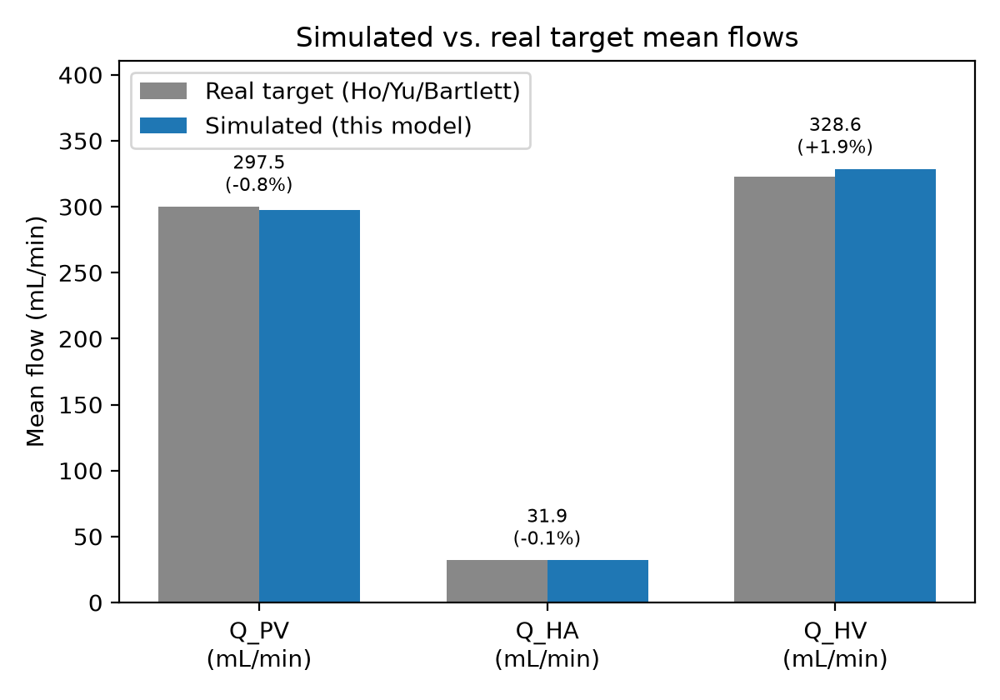 Simulated vs. real target mean flows
Real target (Ho/Yu/Bartlett)
Simulated (this model)
Mean flow (mL/min)
400
350
300
250
200
150
100
50
0
297.5
(-0.8%)
31.9
(-0.1%)
328.6
(+1.9%)
Q_PV
(mL/min)
Q_HA
(mL/min)
Q_HV
(mL/min)